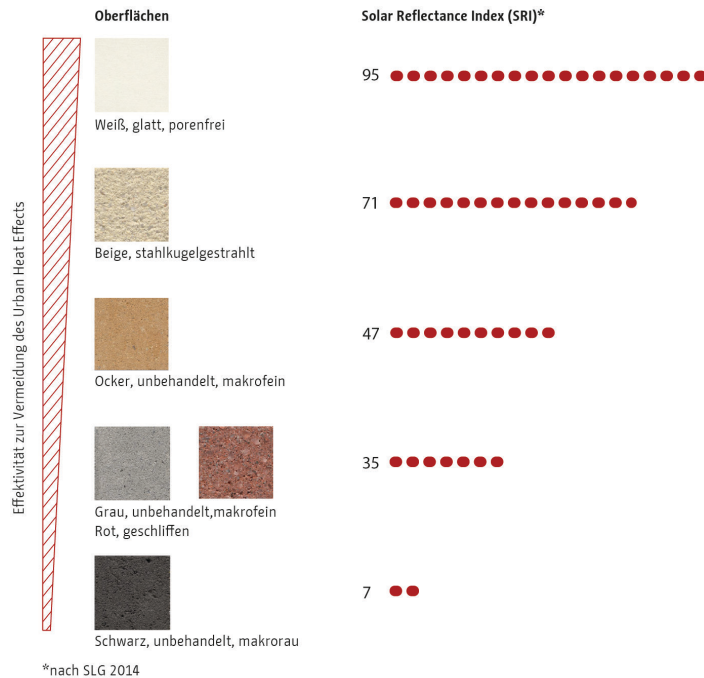 Oberflächen
Solar Reflectance Index (SRI)*
95
Weiß, glatt, porenfrei
71
Beige, stahlkugelgestrahlt
47
Ocker, unbehandelt, makrofein
35
Grau, unbehandelt,makrofein
Rot, geschliffen
7
Schwarz, unbehandelt, makrorau
Effektivität zur Vermeidung des Urban Heat Effects
*nach SLG 2014